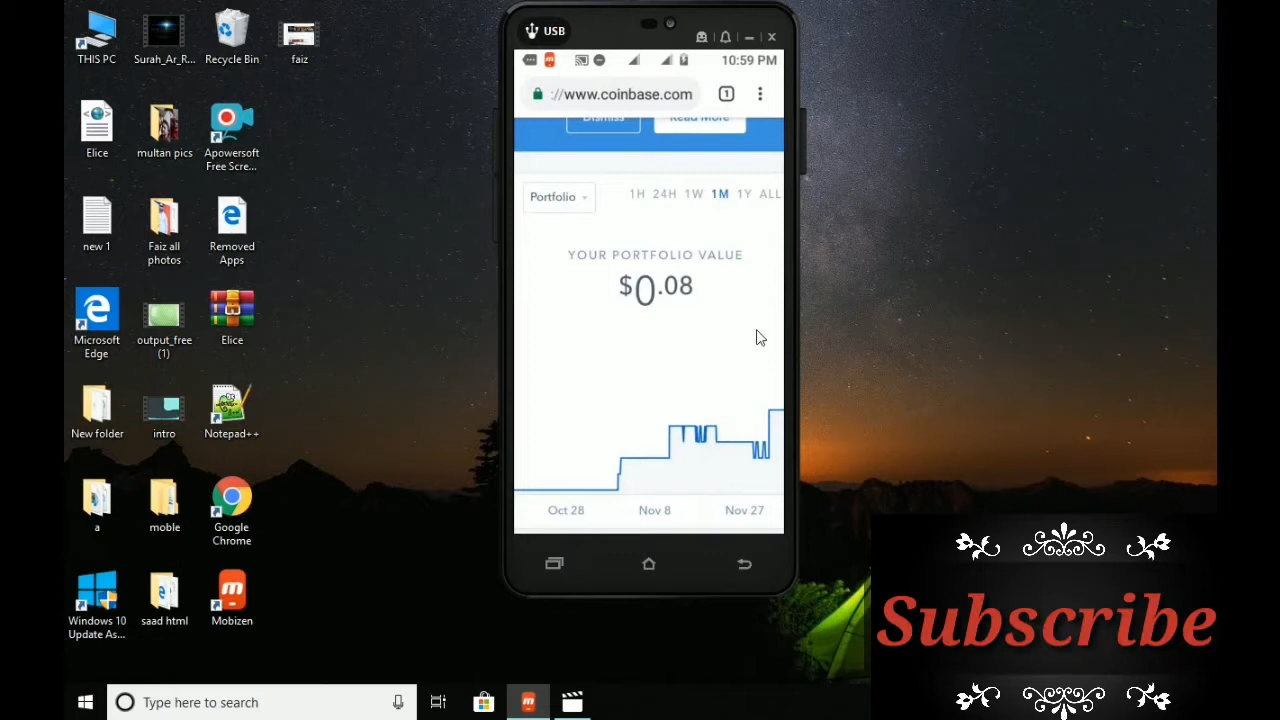 THIS PC
Surah_Ar_R...
Recycle Bin
faiz
Elice
multan pics
Apowersoft
Free Scre...
new 1
Faiz all
photos
Removed
Apps
Microsoft
Edge
output_free
(1)
Elice
New folder
intro
Notepad++
a
moble
Google
Chrome
Windows 10
Update As...
saad html
Mobizen
USB
10:59 PM
://www.coinbase.com
1
Dismiss
Read More
Portfolio
1H 24H 1W 1M 1Y ALL
YOUR PORTFOLIO VALUE
$0.08
Oct 28
Nov 8
Nov 27
Subscribe
Type here to search